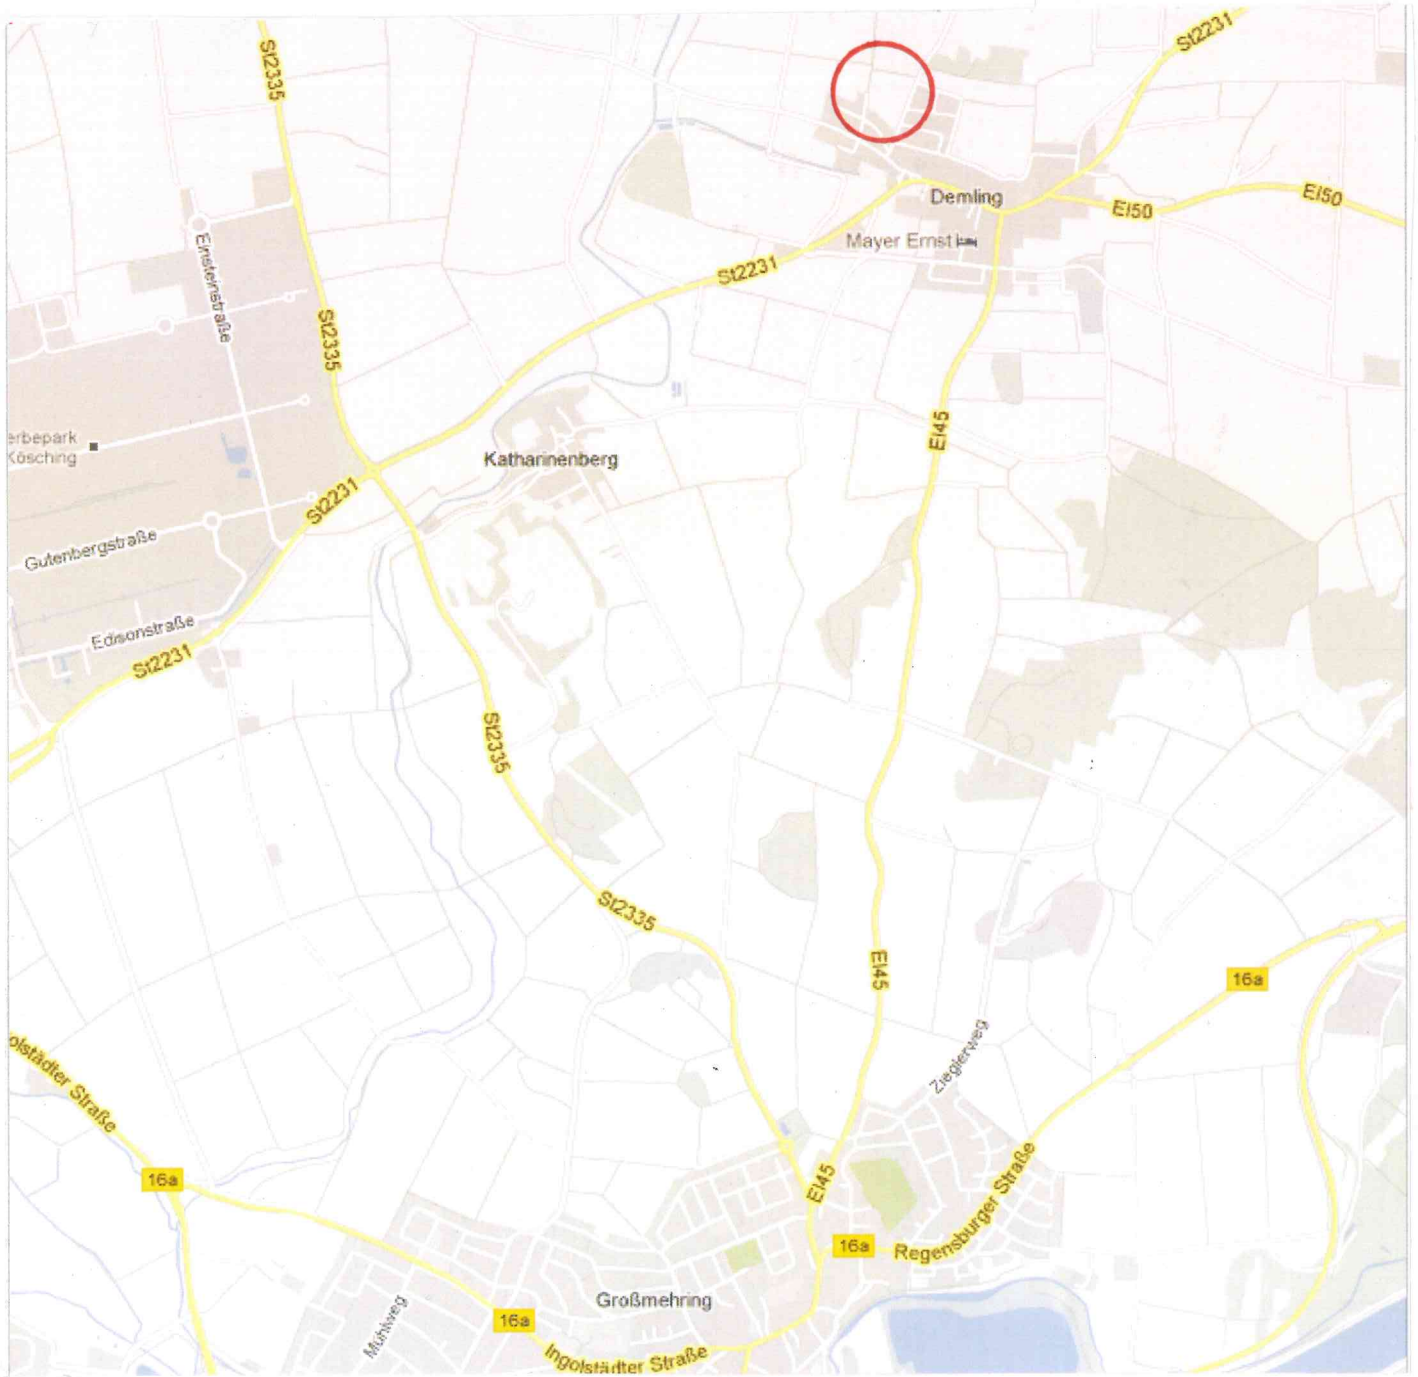 St2335
St2231
Demling
EI50
EI50
Mayer Ernst
Einsteinstraße
St2231
St2335
erbepark
Kösching
EI45
Katharinenberg
St2231
Gutenbergstraße
Edisonstraße
St2231
St2335
St2335
EI45
16a
olstädter Straße
Zieglerweg
16a
EI45
16a
Regensburger Straße
Großmehring
16a
Mühlweg
Ingolstädter Straße